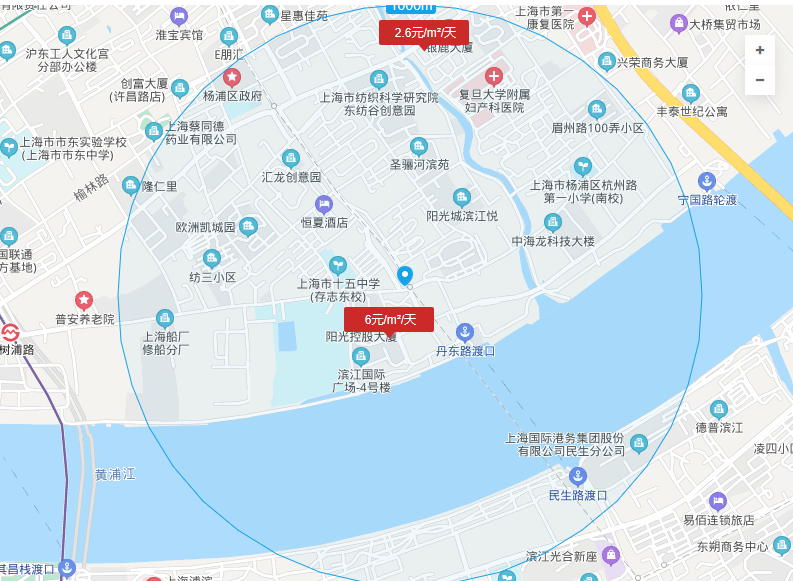 1000m
2.6元/m²/天
银鹿大厦
星惠佳苑
上海市第一
康复医院
大桥集贸市场
淮宝宾馆
E朋汇
沪东工人文化宫
分部办公楼
兴荣商务大厦
创富大厦
(许昌路店)
杨浦区政府
上海市纺织科学研究院
东纺谷创意园
复旦大学附属
妇产科医院
丰泰世纪公寓
眉州路100弄小区
上海蔡同德
药业有限公司
上海市市东实验学校
(上海市市东中学)
圣骊河滨苑
汇龙创意园
榆林路
隆仁里
上海市杨浦区杭州路
第一小学(南校)
宁国路轮渡
阳光城滨江悦
恒夏酒店
欧洲凯城园
中海龙科技大楼
国联通
方基地)
纺三小区
上海市十五中学
(存志东校)
普安养老院
6元/m²/天
阳光控股大厦
上海船厂
修船分厂
树浦路
丹东路渡口
滨江国际
广场-4号楼
德普滨江
上海国际港务集团股份
有限公司民生分公司
凌四小
黄浦江
民生路渡口
易佰连锁旅店
东朔商务中心
滨江光合新座
其昌栈渡口
上海浦滨